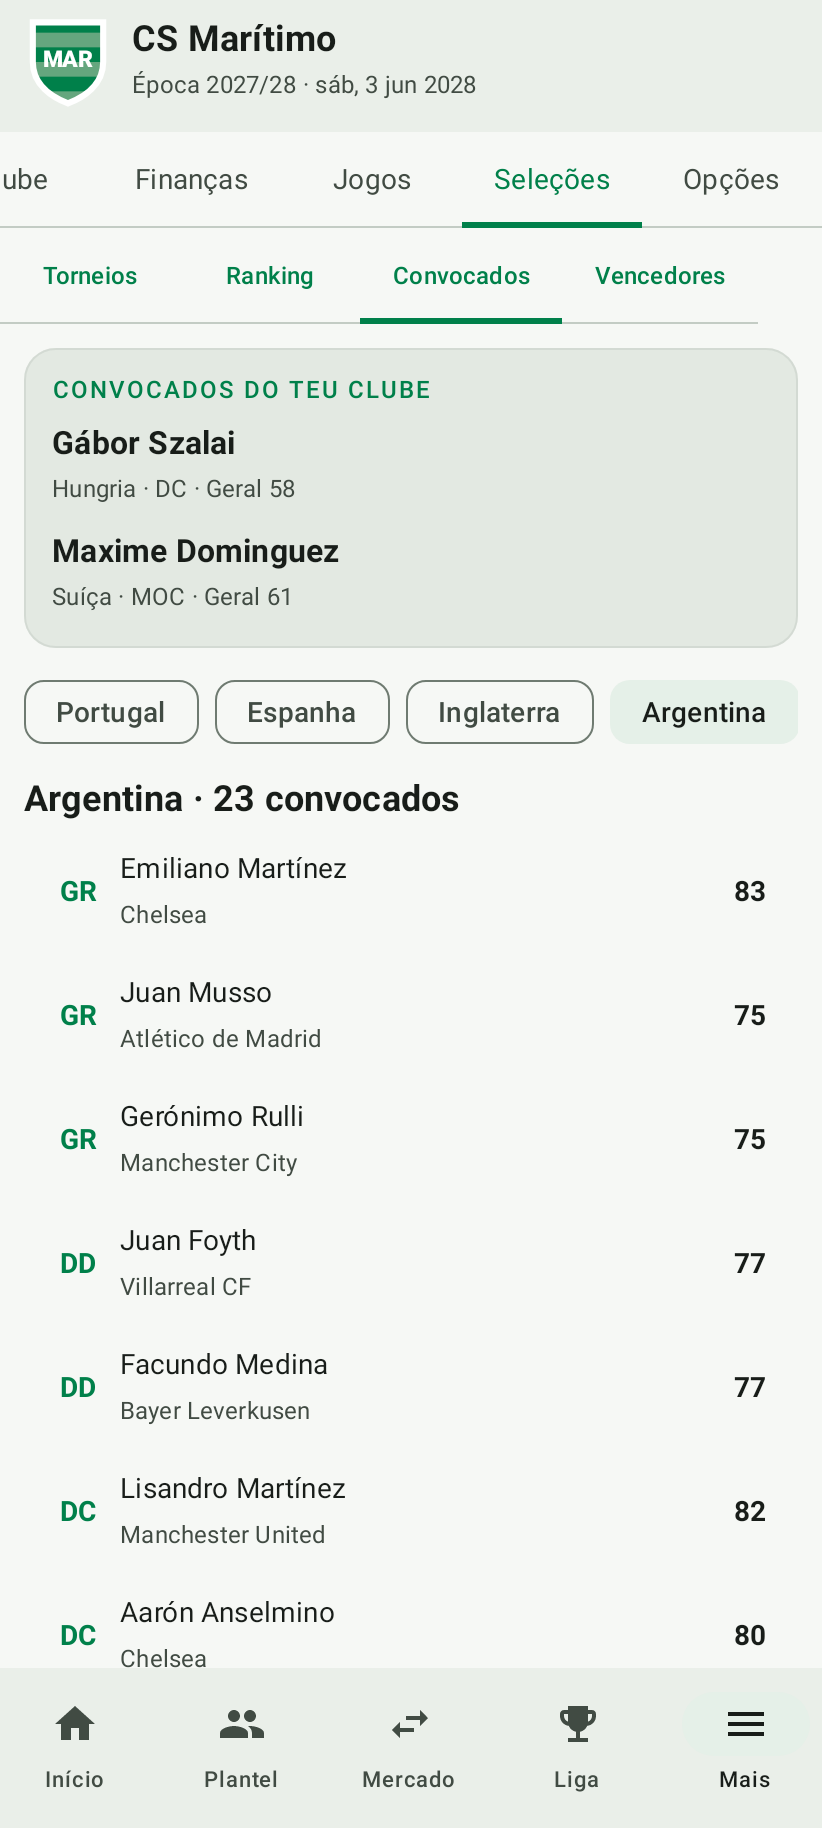 MAR
CS Marítimo
Época 2027/28 · sáb, 3 jun 2028
ube Finanças Jogos Seleções Opções
Torneios Ranking Convocados Vencedores
CONVOCADOS DO TEU CLUBE
Gábor Szalai
Hungria · DC · Geral 58
Maxime Dominguez
Suíça · MOC · Geral 61
Portugal Espanha Inglaterra Argentina
Argentina · 23 convocados
GR Emiliano Martínez 83
Chelsea
GR Juan Musso 75
Atlético de Madrid
GR Gerónimo Rulli 75
Manchester City
DD Juan Foyth 77
Villarreal CF
DD Facundo Medina 77
Bayer Leverkusen
DC Lisandro Martínez 82
Manchester United
DC Aarón Anselmino 80
Chelsea
Início Plantel Mercado Liga Mais